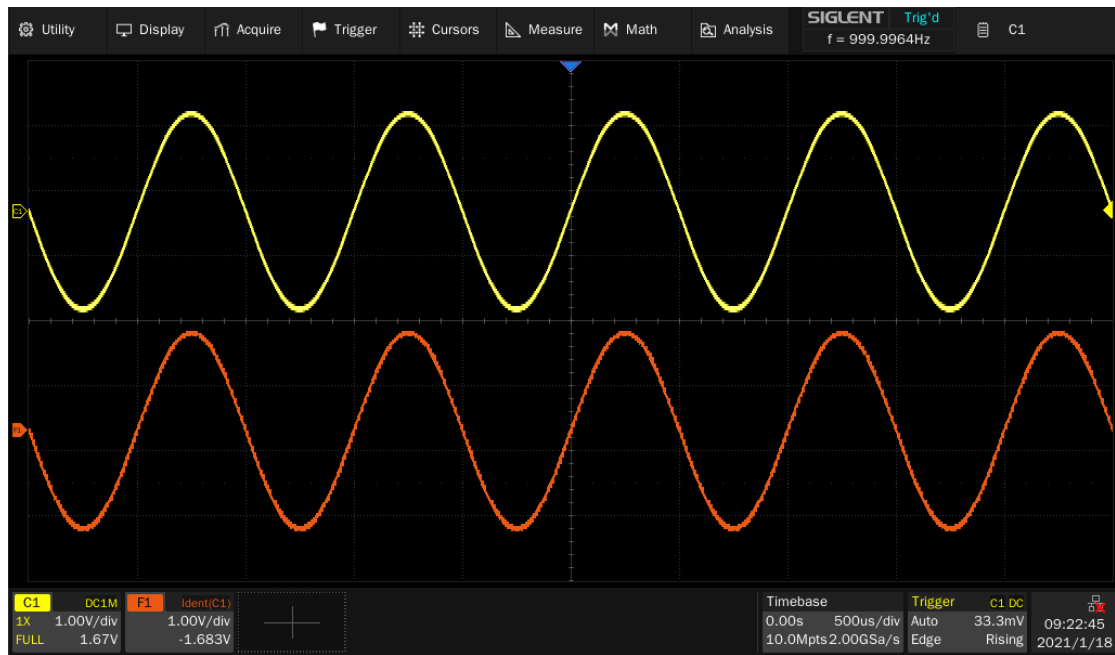 Utility Display Acquire Trigger Cursors Measure Math Analysis SIGLENT Trig'd C1
f = 999.9964Hz
C1
F1
C1 DC1M F1 Ident(C1) Timebase Trigger C1 DC
1X 1.00V/div 1.00V/div 0.00s 500us/div Auto 33.3mV 09:22:45
FULL 1.67V -1.683V 10.0Mpts 2.00GSa/s Edge Rising 2021/1/18